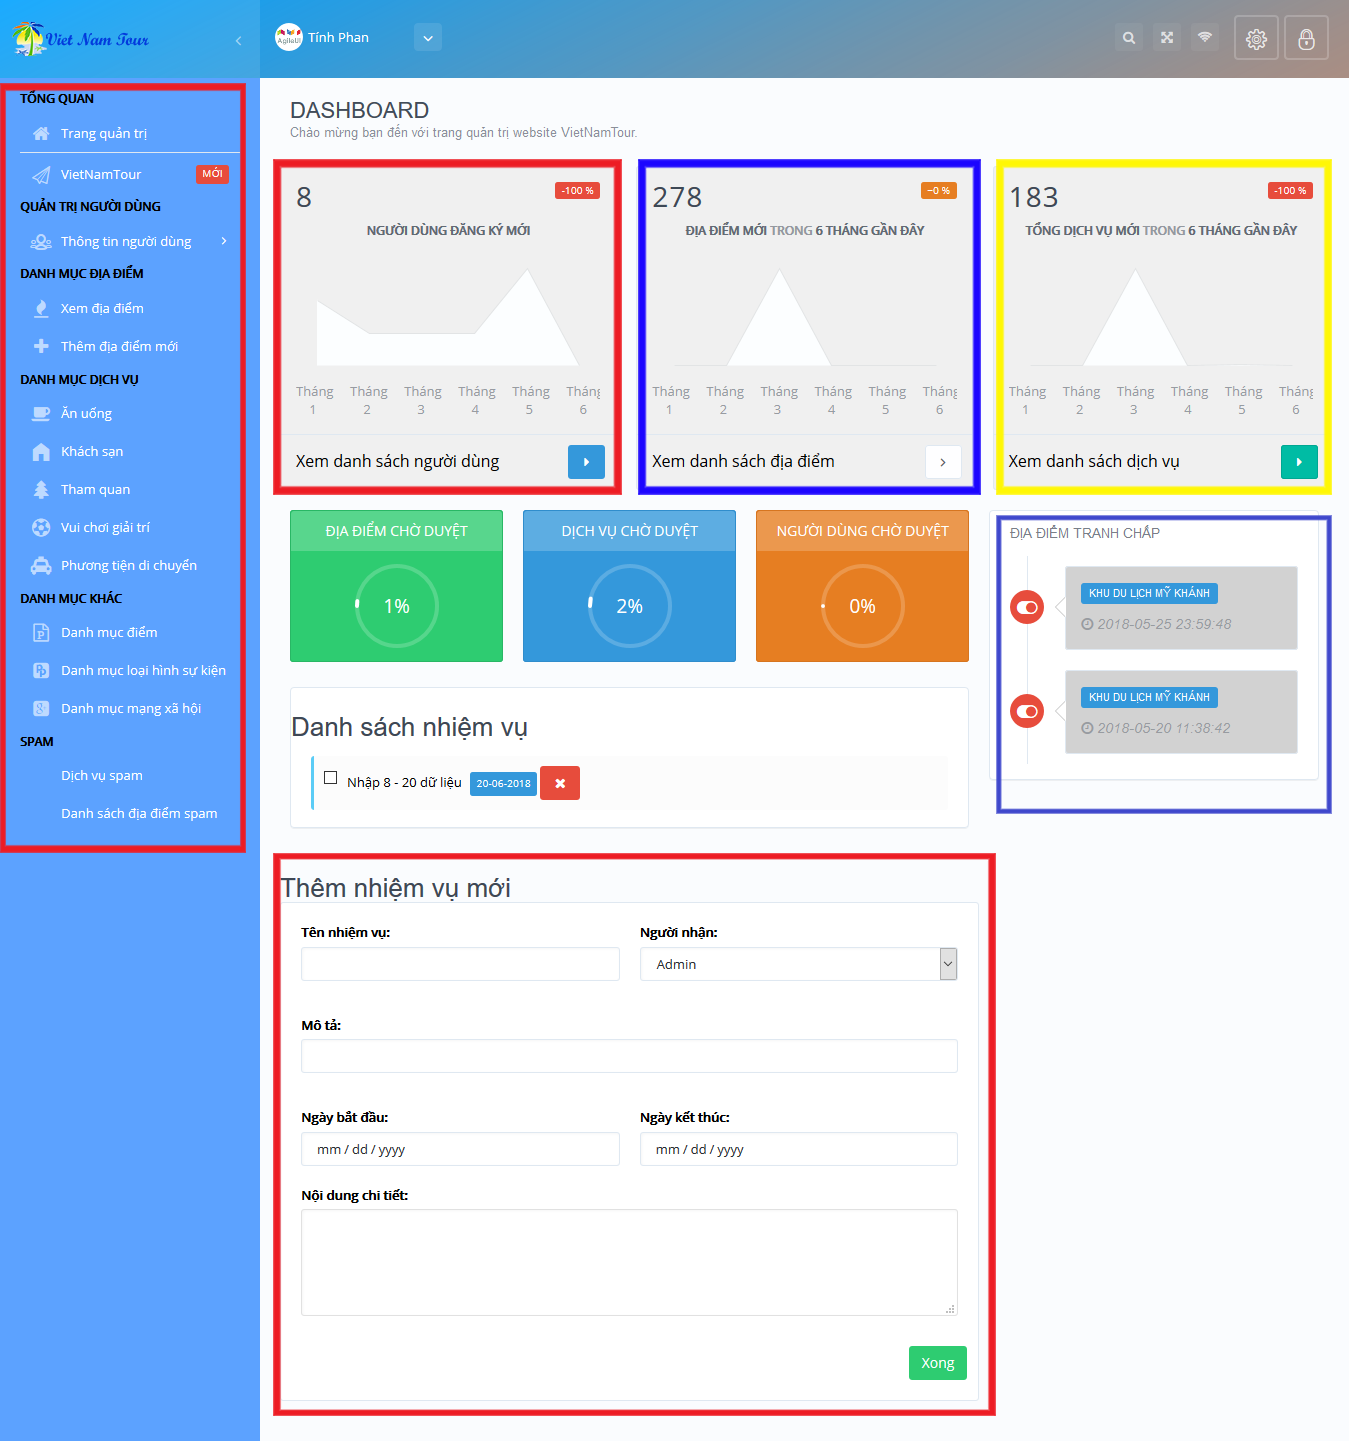 Viet Nam Tour
Tính Phan
TỔNG QUAN
Trang quản trị
VietNamTour
MỚI
QUẢN TRỊ NGƯỜI DÙNG
Thông tin người dùng
DANH MỤC ĐỊA ĐIỂM
Xem địa điểm
Thêm địa điểm mới
DANH MỤC DỊCH VỤ
Ăn uống
Khách sạn
Tham quan
Vui chơi giải trí
Phương tiện di chuyển
DANH MỤC KHÁC
Danh mục điểm
Danh mục loại hình sự kiện
Danh mục mạng xã hội
SPAM
Dịch vụ spam
Danh sách địa điểm spam
DASHBOARD
Chào mừng bạn đến với trang quản trị website VietNamTour.
8
-100 %
NGƯỜI DÙNG ĐĂNG KÝ MỚI
Tháng 1 Tháng 2 Tháng 3 Tháng 4 Tháng 5 Tháng 6
Xem danh sách người dùng
278
~0 %
ĐỊA ĐIỂM MỚI TRONG 6 THÁNG GẦN ĐÂY
Tháng 1 Tháng 2 Tháng 3 Tháng 4 Tháng 5 Tháng 6
Xem danh sách địa điểm
183
-100 %
TỔNG DỊCH VỤ MỚI TRONG 6 THÁNG GẦN ĐÂY
Tháng 1 Tháng 2 Tháng 3 Tháng 4 Tháng 5 Tháng 6
Xem danh sách dịch vụ
ĐỊA ĐIỂM CHỜ DUYỆT
1%
DỊCH VỤ CHỜ DUYỆT
2%
NGƯỜI DÙNG CHỜ DUYỆT
0%
ĐỊA ĐIỂM TRANH CHẤP
KHU DU LỊCH MỸ KHÁNH
2018-05-25 23:59:48
KHU DU LỊCH MỸ KHÁNH
2018-05-20 11:38:42
Danh sách nhiệm vụ
Nhập 8 - 20 dữ liệu 20-06-2018
Thêm nhiệm vụ mới
Tên nhiệm vụ: Người nhận:
Admin
Mô tả:
Ngày bắt đầu: Ngày kết thúc:
mm / dd / yyyy mm / dd / yyyy
Nội dung chi tiết:
Xong